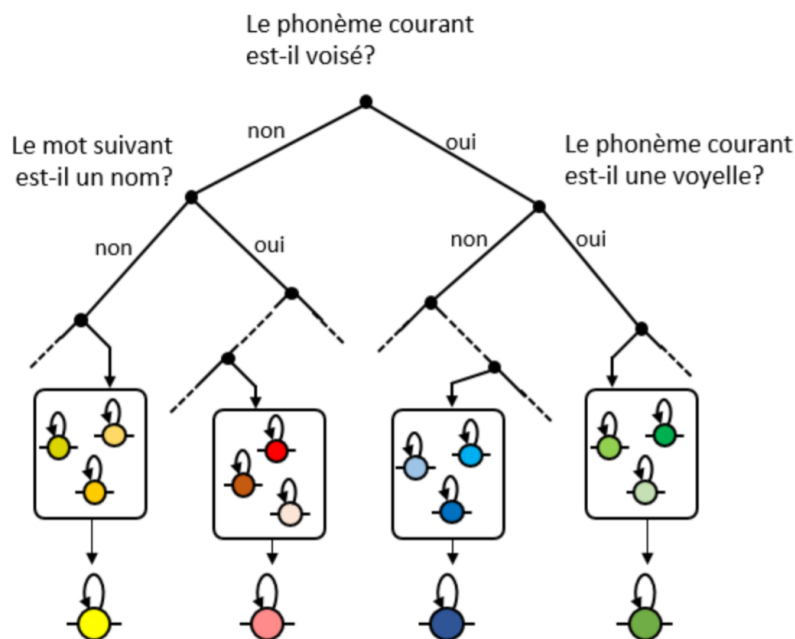 Le phonème courant
est-il voisé?
non
oui
Le mot suivant
est-il un nom?
Le phonème courant
est-il une voyelle?
non
oui
non
oui